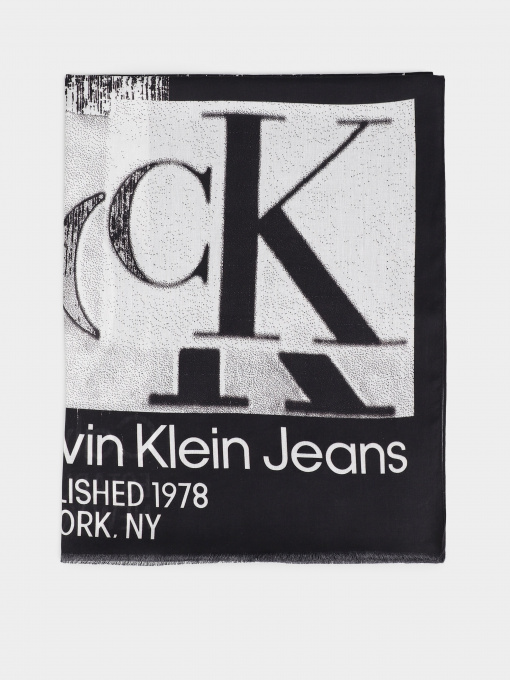 CK
vin Klein Jeans
LISHED 1978
ORK, NY